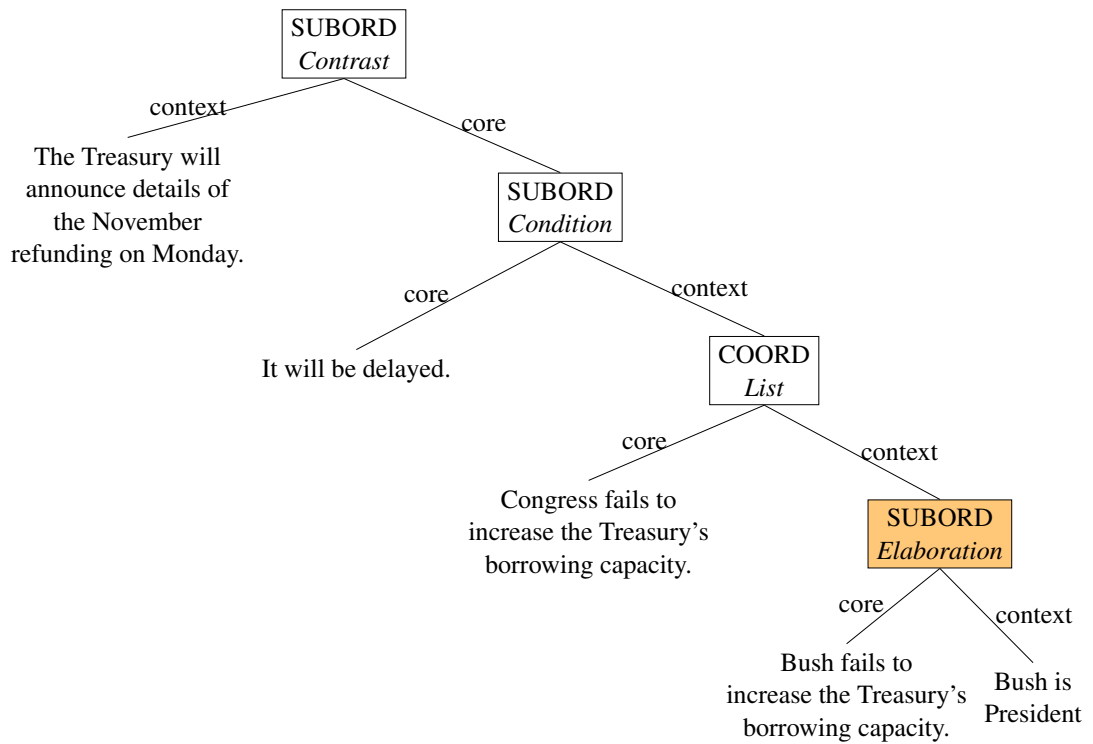 SUBORD
Contrast
context
core
The Treasury will
announce details of
the November
refunding on Monday.
SUBORD
Condition
core
context
It will be delayed.
COORD
List
core
context
Congress fails to
increase the Treasury's
borrowing capacity.
SUBORD
Elaboration
core
context
Bush fails to
increase the Treasury's
borrowing capacity.
Bush is
President